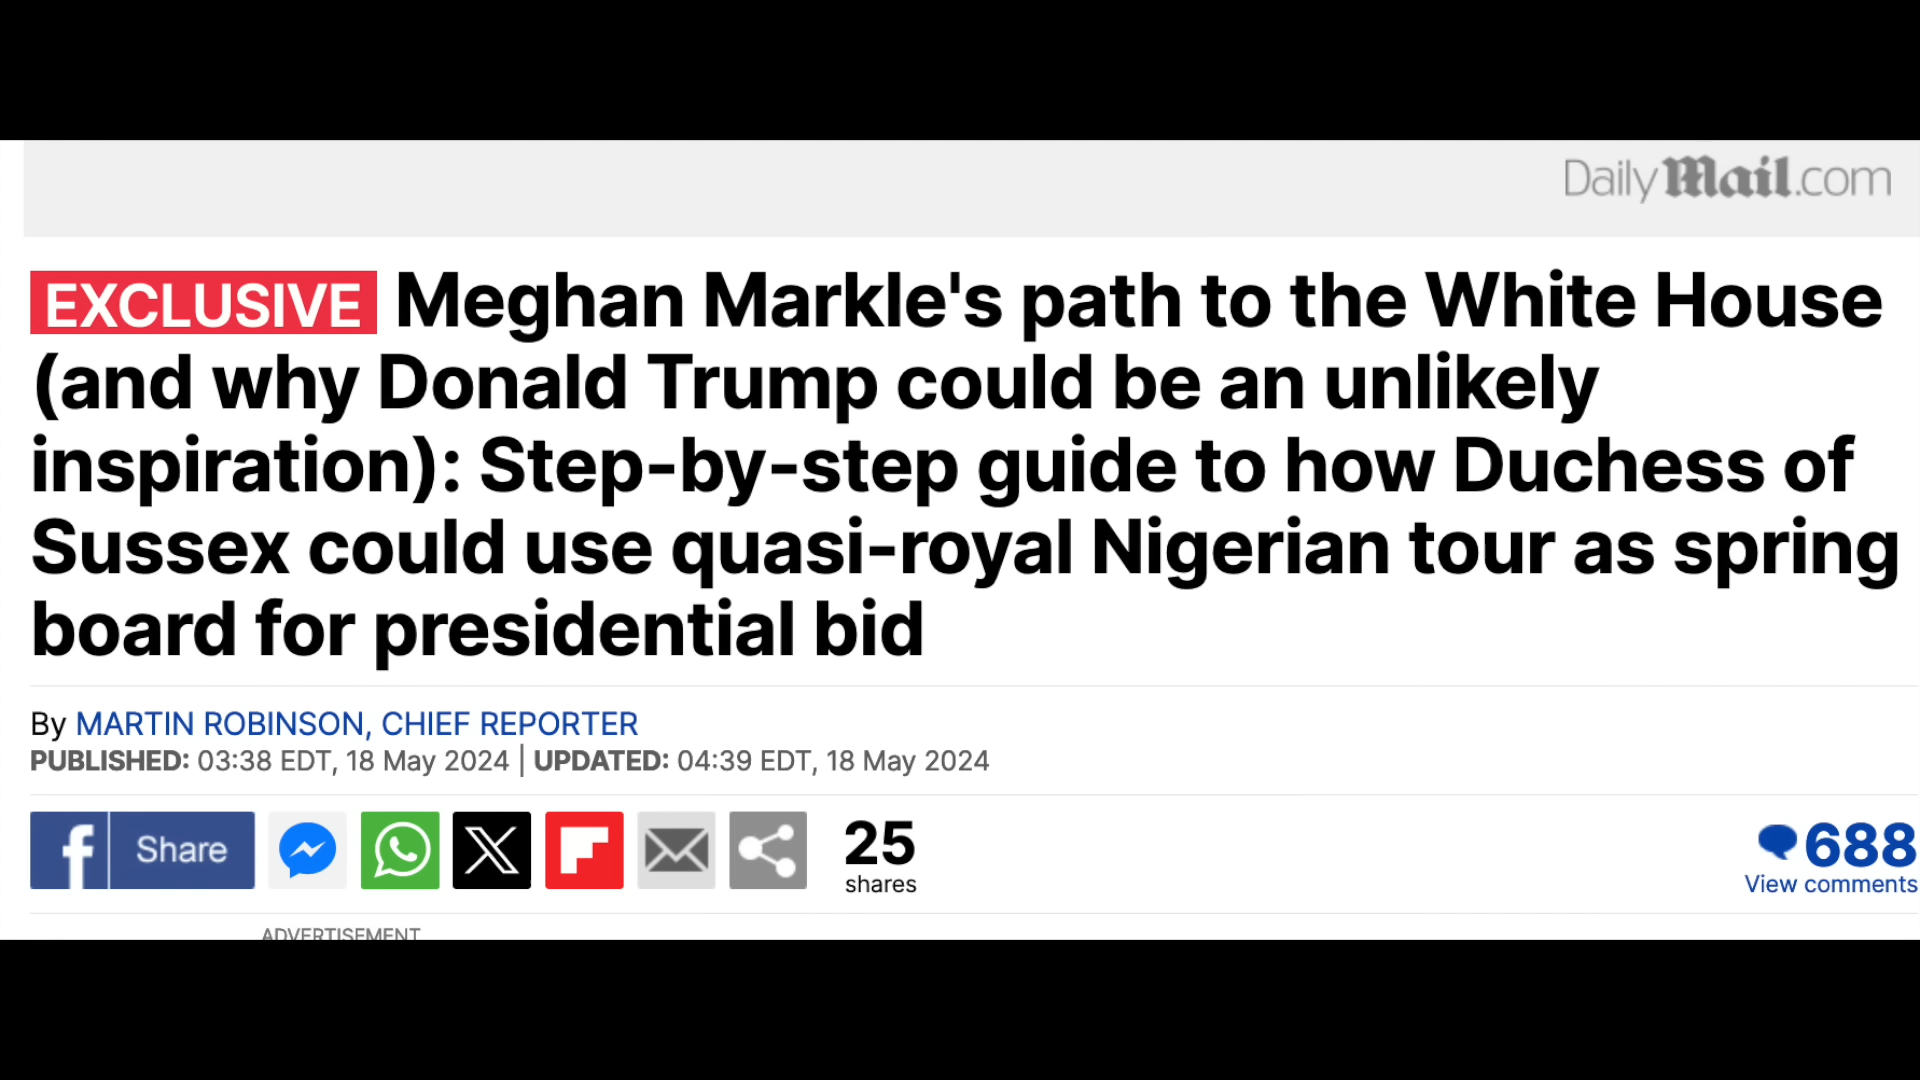 DailyMail.com
EXCLUSIVE Meghan Markle's path to the White House
(and why Donald Trump could be an unlikely
inspiration): Step-by-step guide to how Duchess of
Sussex could use quasi-royal Nigerian tour as spring
board for presidential bid
By MARTIN ROBINSON, CHIEF REPORTER
PUBLISHED: 03:38 EDT, 18 May 2024 | UPDATED: 04:39 EDT, 18 May 2024
f Share
25
shares
688
View comments
ADVERTISEMENT